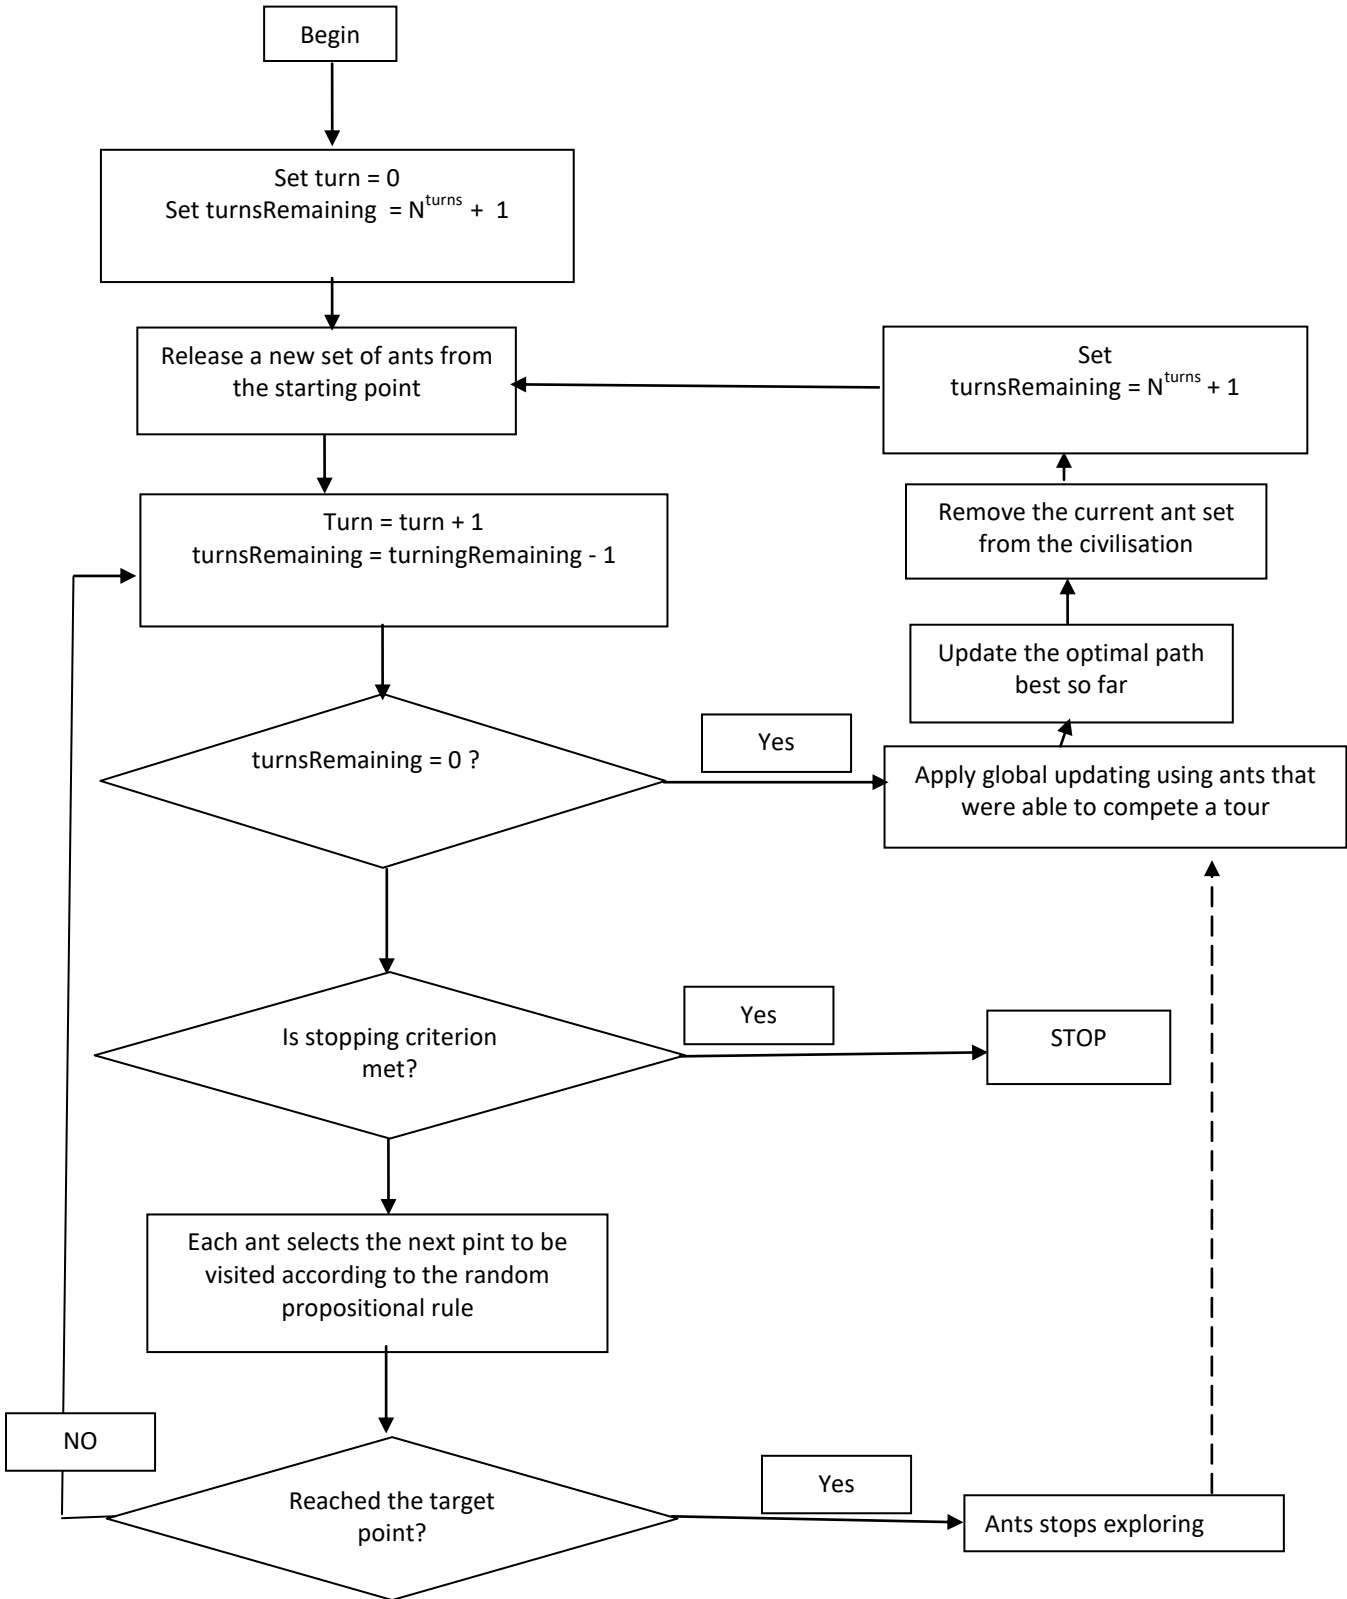 Begin
Set turn = 0
Set turnsRemaining = N^turns + 1
Release a new set of ants from
the starting point
Set
turnsRemaining = N^turns + 1
Turn = turn + 1
turnsRemaining = turningRemaining - 1
Remove the current ant set
from the civilisation
Update the optimal path
best so far
turnsRemaining = 0 ?
Yes
Apply global updating using ants that
were able to compete a tour
Is stopping criterion
met?
Yes
STOP
Each ant selects the next pint to be
visited according to the random
propositional rule
NO
Reached the target
point?
Yes
Ants stops exploring